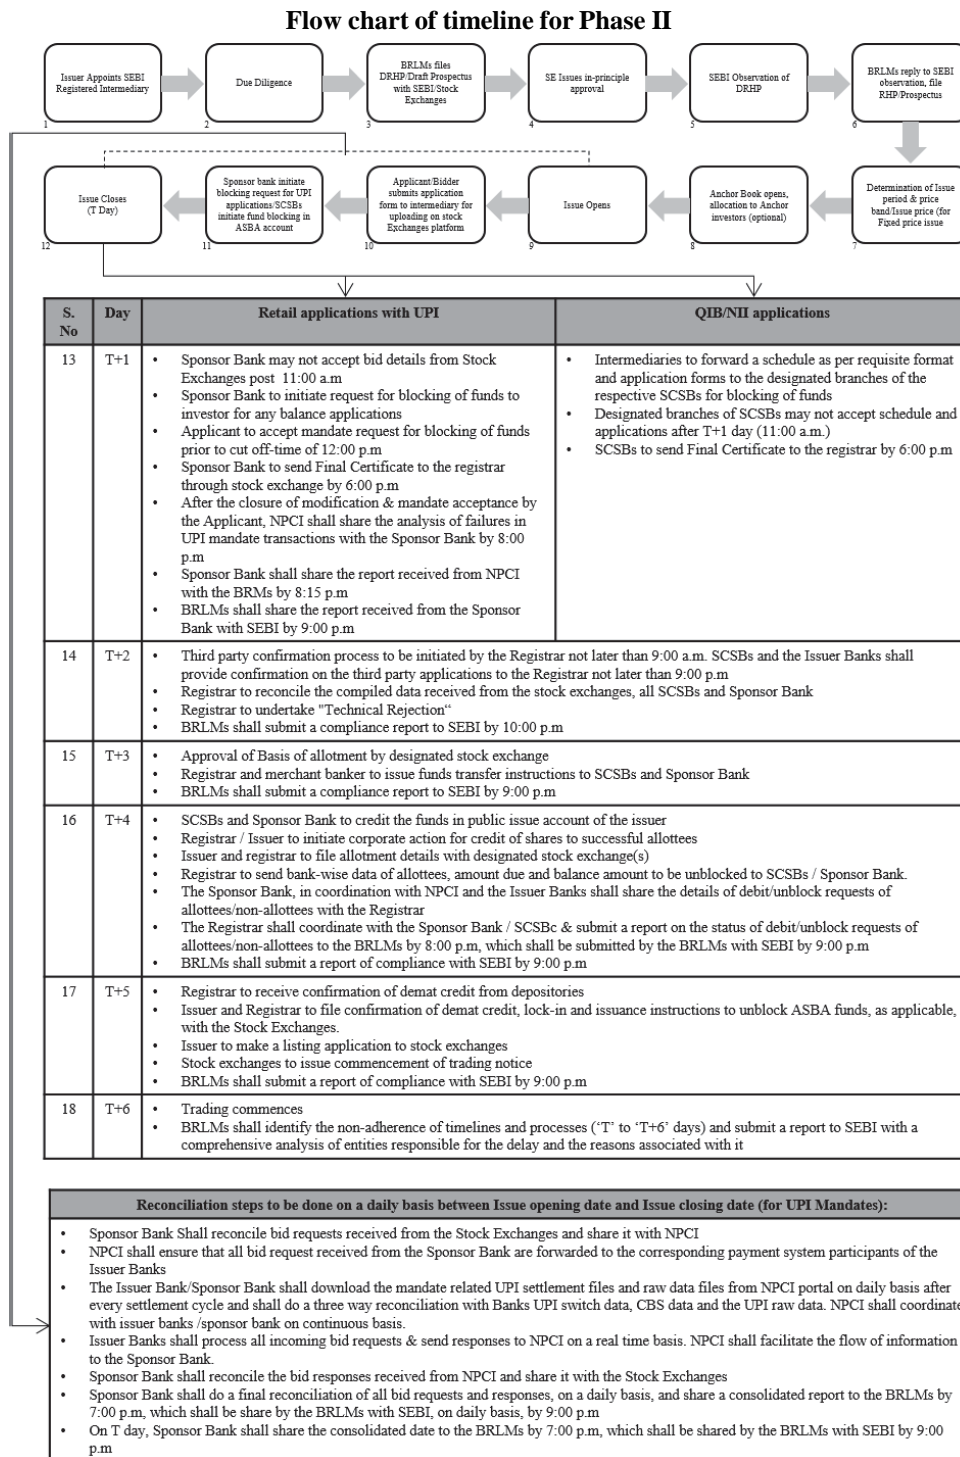 Flow chart of timeline for Phase II
Issuer Appoints SEBI
Registered Intermediary
1
Due Diligence
2
BRLMs files
DRHP/Draft Prospectus
with SEBI/Stock
Exchanges
3
SE Issues in-principle
approval
4
SEBI Observation of
DRHP
5
BRLMs reply to SEBI
observation, file
RHP/Prospectus
6
Determination of Issue
period & price
band/Issue price (for
Fixed price issue
7
Anchor Book opens,
allocation to Anchor
investors (optional)
8
Issue Opens
9
Applicant/Bidder
submits application
form to intermediary for
uploading on stock
Exchanges platform
10
Sponsor bank initiate
blocking request for UPI
applications/SCSBs
initiate fund blocking in
ASBA account
11
Issue Closes
(T Day)
12
S. No Day Retail applications with UPI QIB/NII applications
13 T+1
• Sponsor Bank may not accept bid details from Stock
Exchanges post 11:00 a.m
• Sponsor Bank to initiate request for blocking of funds to
investor for any balance applications
• Applicant to accept mandate request for blocking of funds
prior to cut off-time of 12:00 p.m
• Sponsor Bank to send Final Certificate to the registrar
through stock exchange by 6:00 p.m
• After the closure of modification & mandate acceptance by
the Applicant, NPCI shall share the analysis of failures in
UPI mandate transactions with the Sponsor Bank by 8:00
p.m
• Sponsor Bank shall share the report received from NPCI
with the BRMs by 8:15 p.m
• BRLMs shall share the report received from the Sponsor
Bank with SEBI by 9:00 p.m
• Intermediaries to forward a schedule as per requisite format
and application forms to the designated branches of the
respective SCSBs for blocking of funds
• Designated branches of SCSBs may not accept schedule and
applications after T+1 day (11:00 a.m.)
• SCSBs to send Final Certificate to the registrar by 6:00 p.m
14 T+2
• Third party confirmation process to be initiated by the Registrar not later than 9:00 a.m. SCSBs and the Issuer Banks shall
provide confirmation on the third party applications to the Registrar not later than 9:00 p.m
• Registrar to reconcile the compiled data received from the stock exchanges, all SCSBs and Sponsor Bank
• Registrar to undertake "Technical Rejection“
• BRLMs shall submit a compliance report to SEBI by 10:00 p.m
15 T+3
• Approval of Basis of allotment by designated stock exchange
• Registrar and merchant banker to issue funds transfer instructions to SCSBs and Sponsor Bank
• BRLMs shall submit a compliance report to SEBI by 9:00 p.m
16 T+4
• SCSBs and Sponsor Bank to credit the funds in public issue account of the issuer
• Registrar / Issuer to initiate corporate action for credit of shares to successful allottees
• Issuer and registrar to file allotment details with designated stock exchange(s)
• Registrar to send bank-wise data of allottees, amount due and balance amount to be unblocked to SCSBs / Sponsor Bank.
• The Sponsor Bank, in coordination with NPCI and the Issuer Banks shall share the details of debit/unblock requests of
allottees/non-allottees with the Registrar
• The Registrar shall coordinate with the Sponsor Bank / SCSBc & submit a report on the status of debit/unblock requests of
allottees/non-allottees to the BRLMs by 8:00 p.m, which shall be submitted by the BRLMs with SEBI by 9:00 p.m
• BRLMs shall submit a report of compliance with SEBI by 9:00 p.m
17 T+5
• Registrar to receive confirmation of demat credit from depositories
• Issuer and Registrar to file confirmation of demat credit, lock-in and issuance instructions to unblock ASBA funds, as applicable,
with the Stock Exchanges.
• Issuer to make a listing application to stock exchanges
• Stock exchanges to issue commencement of trading notice
• BRLMs shall submit a report of compliance with SEBI by 9:00 p.m
18 T+6
• Trading commences
• BRLMs shall identify the non-adherence of timelines and processes (‘T’ to ‘T+6’ days) and submit a report to SEBI with a
comprehensive analysis of entities responsible for the delay and the reasons associated with it
Reconciliation steps to be done on a daily basis between Issue opening date and Issue closing date (for UPI Mandates):
• Sponsor Bank Shall reconcile bid requests received from the Stock Exchanges and share it with NPCI
• NPCI shall ensure that all bid request received from the Sponsor Bank are forwarded to the corresponding payment system participants of the
Issuer Banks
• The Issuer Bank/Sponsor Bank shall download the mandate related UPI settlement files and raw data files from NPCI portal on daily basis after
every settlement cycle and shall do a three way reconciliation with Banks UPI switch data, CBS data and the UPI raw data. NPCI shall coordinate
with issuer banks /sponsor bank on continuous basis.
• Issuer Banks shall process all incoming bid requests & send responses to NPCI on a real time basis. NPCI shall facilitate the flow of information
to the Sponsor Bank.
• Sponsor Bank shall reconcile the bid responses received from NPCI and share it with the Stock Exchanges
• Sponsor Bank shall do a final reconciliation of all bid requests and responses, on a daily basis, and share a consolidated report to the BRLMs by
7:00 p.m, which shall be share by the BRLMs with SEBI, on daily basis, by 9:00 p.m
• On T day, Sponsor Bank shall share the consolidated date to the BRLMs by 7:00 p.m, which shall be shared by the BRLMs with SEBI by 9:00
p.m